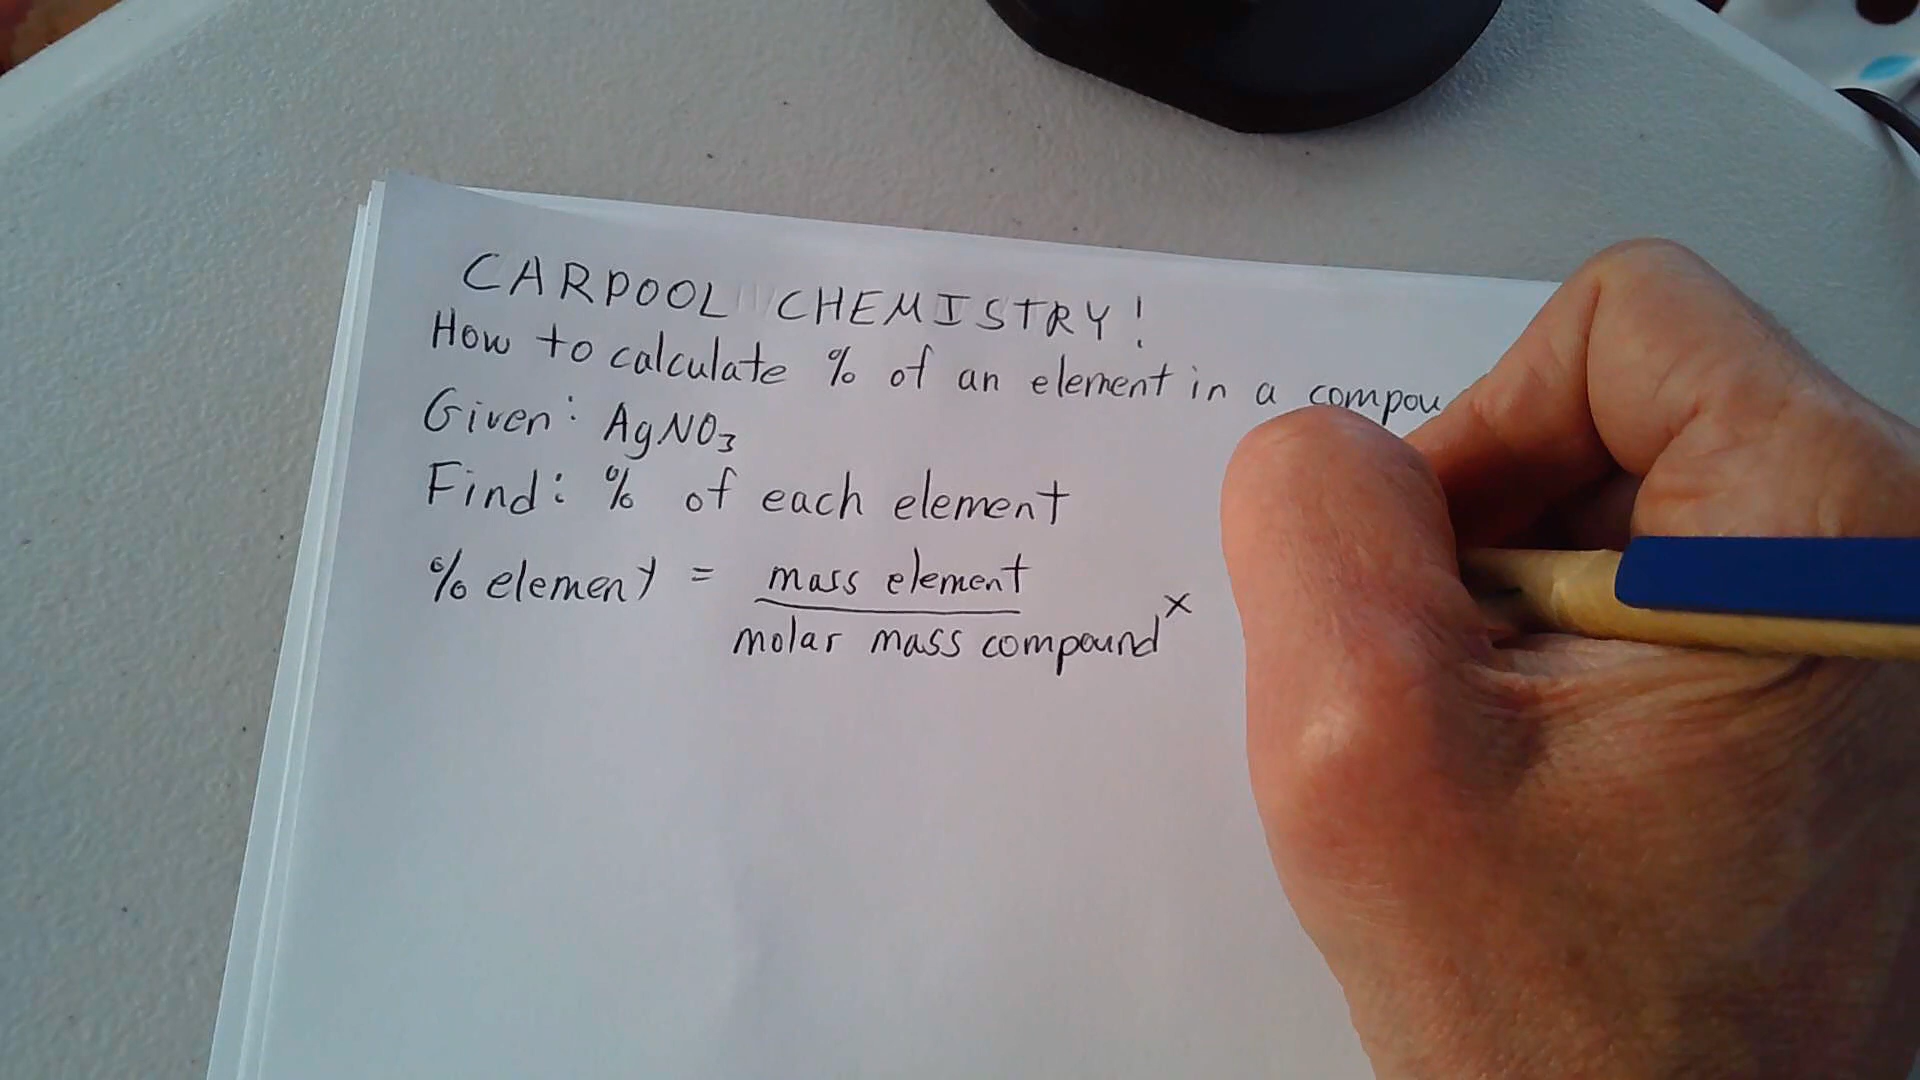 CARPOOL CHEMISTRY!
How to calculate % of an element in a compou
Given: AgNO₃
Find: % of each element
% element = mass element / molar mass compound ×